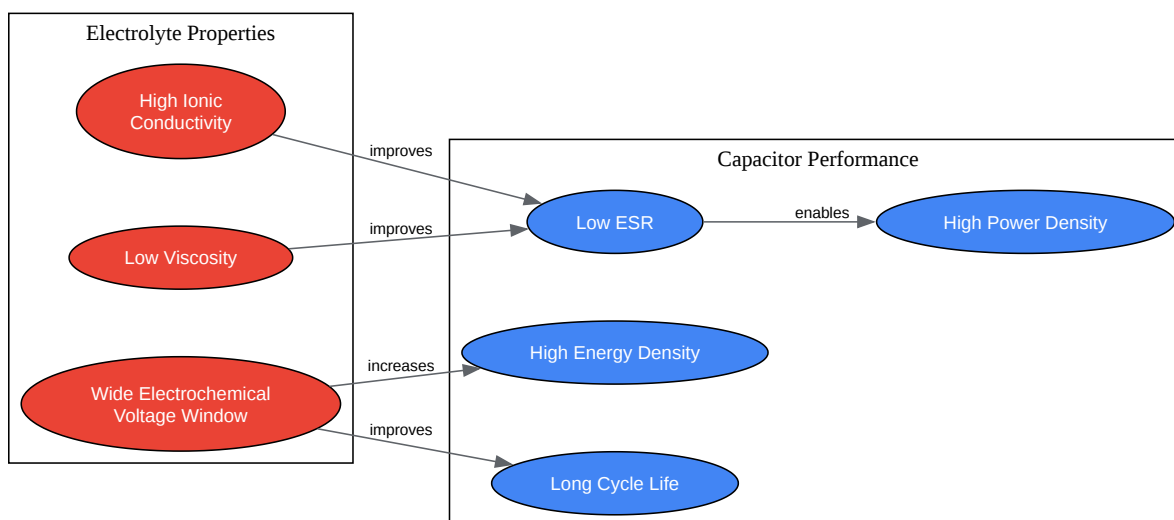 Electrolyte Properties
High Ionic
Conductivity
improves
Capacitor Performance
Low ESR
enables
High Power Density
Low Viscosity
improves
High Energy Density
increases
Wide Electrochemical
Voltage Window
improves
Long Cycle Life